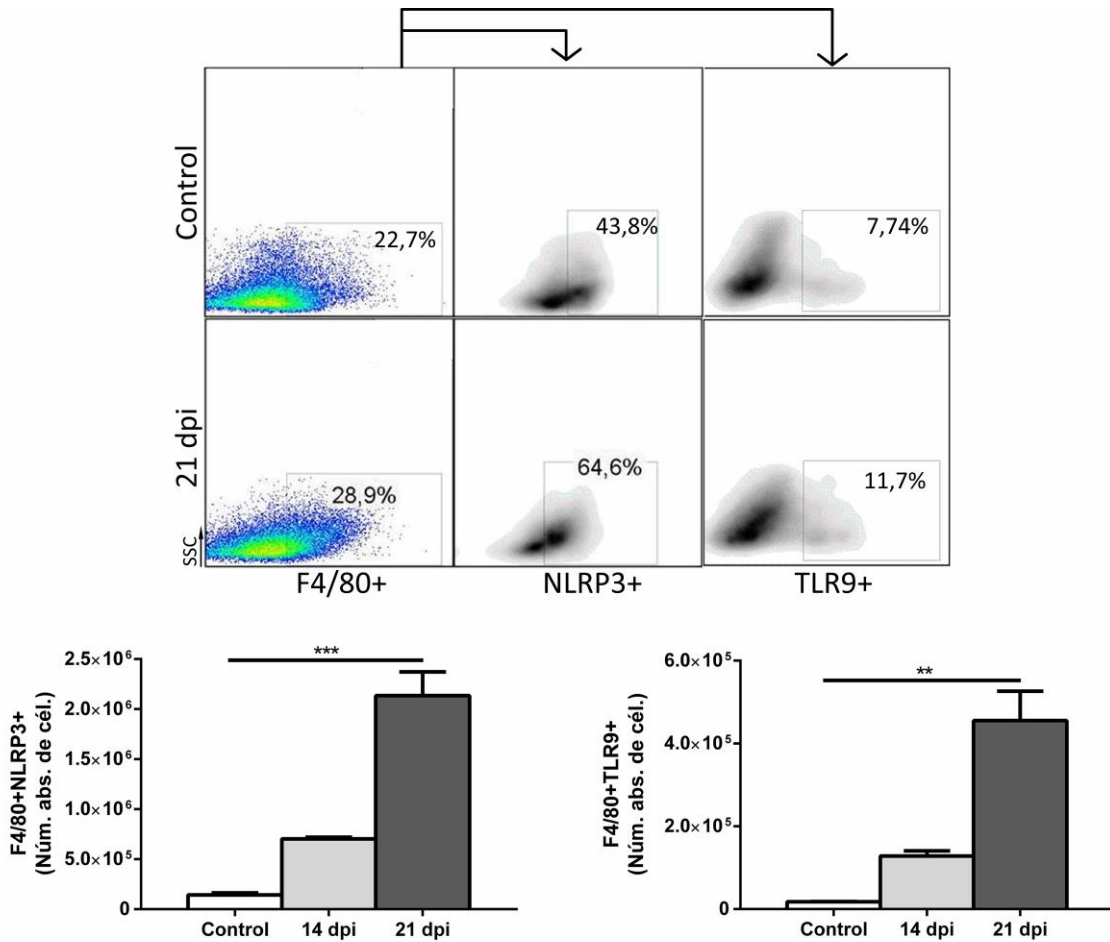 Control
22,7%
43,8%
7,74%
21 dpi
SSC
28,9%
64,6%
11,7%
F4/80+
NLRP3+
TLR9+
F4/80+NLRP3+
(Núm. abs. de cél.)
2.5×10⁶
2.0×10⁶
1.5×10⁶
1.0×10⁶
5.0×10⁵
0
***
Control
14 dpi
21 dpi
F4/80+TLR9+
(Núm. abs. de cél.)
6.0×10⁵
4.0×10⁵
2.0×10⁵
0
**
Control
14 dpi
21 dpi